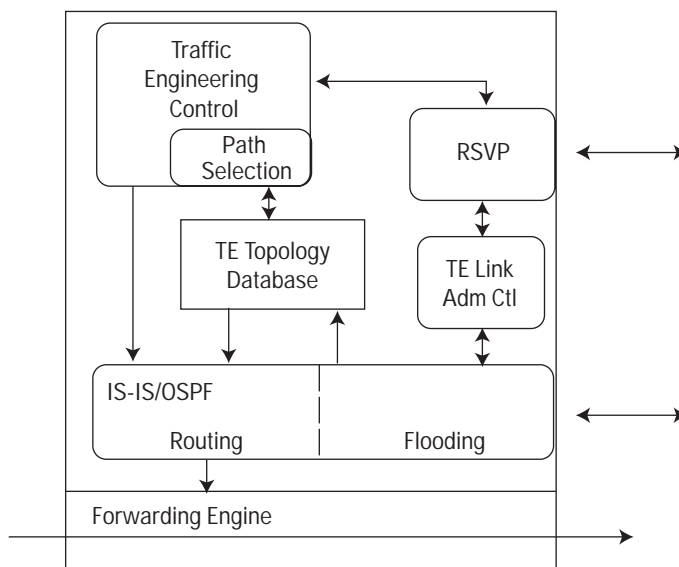 Traffic
Engineering
Control
Path
Selection
RSVP
TE Topology
Database
TE Link
Adm Ctl
IS-IS/OSPF
Routing
Flooding
Forwarding Engine